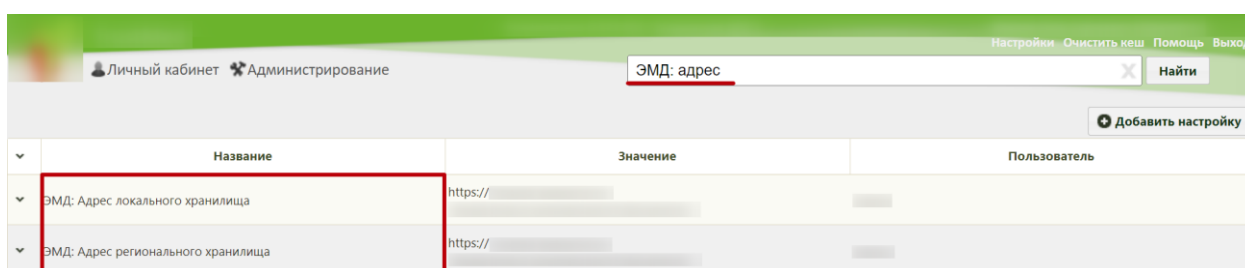 Настройки Очистить кеш Помощь Выход
Личный кабинет Администрирование
ЭМД: адрес
Найти
Добавить настройку
Название Значение Пользователь
ЭМД: Адрес локального хранилища https://
ЭМД: Адрес регионального хранилища https://